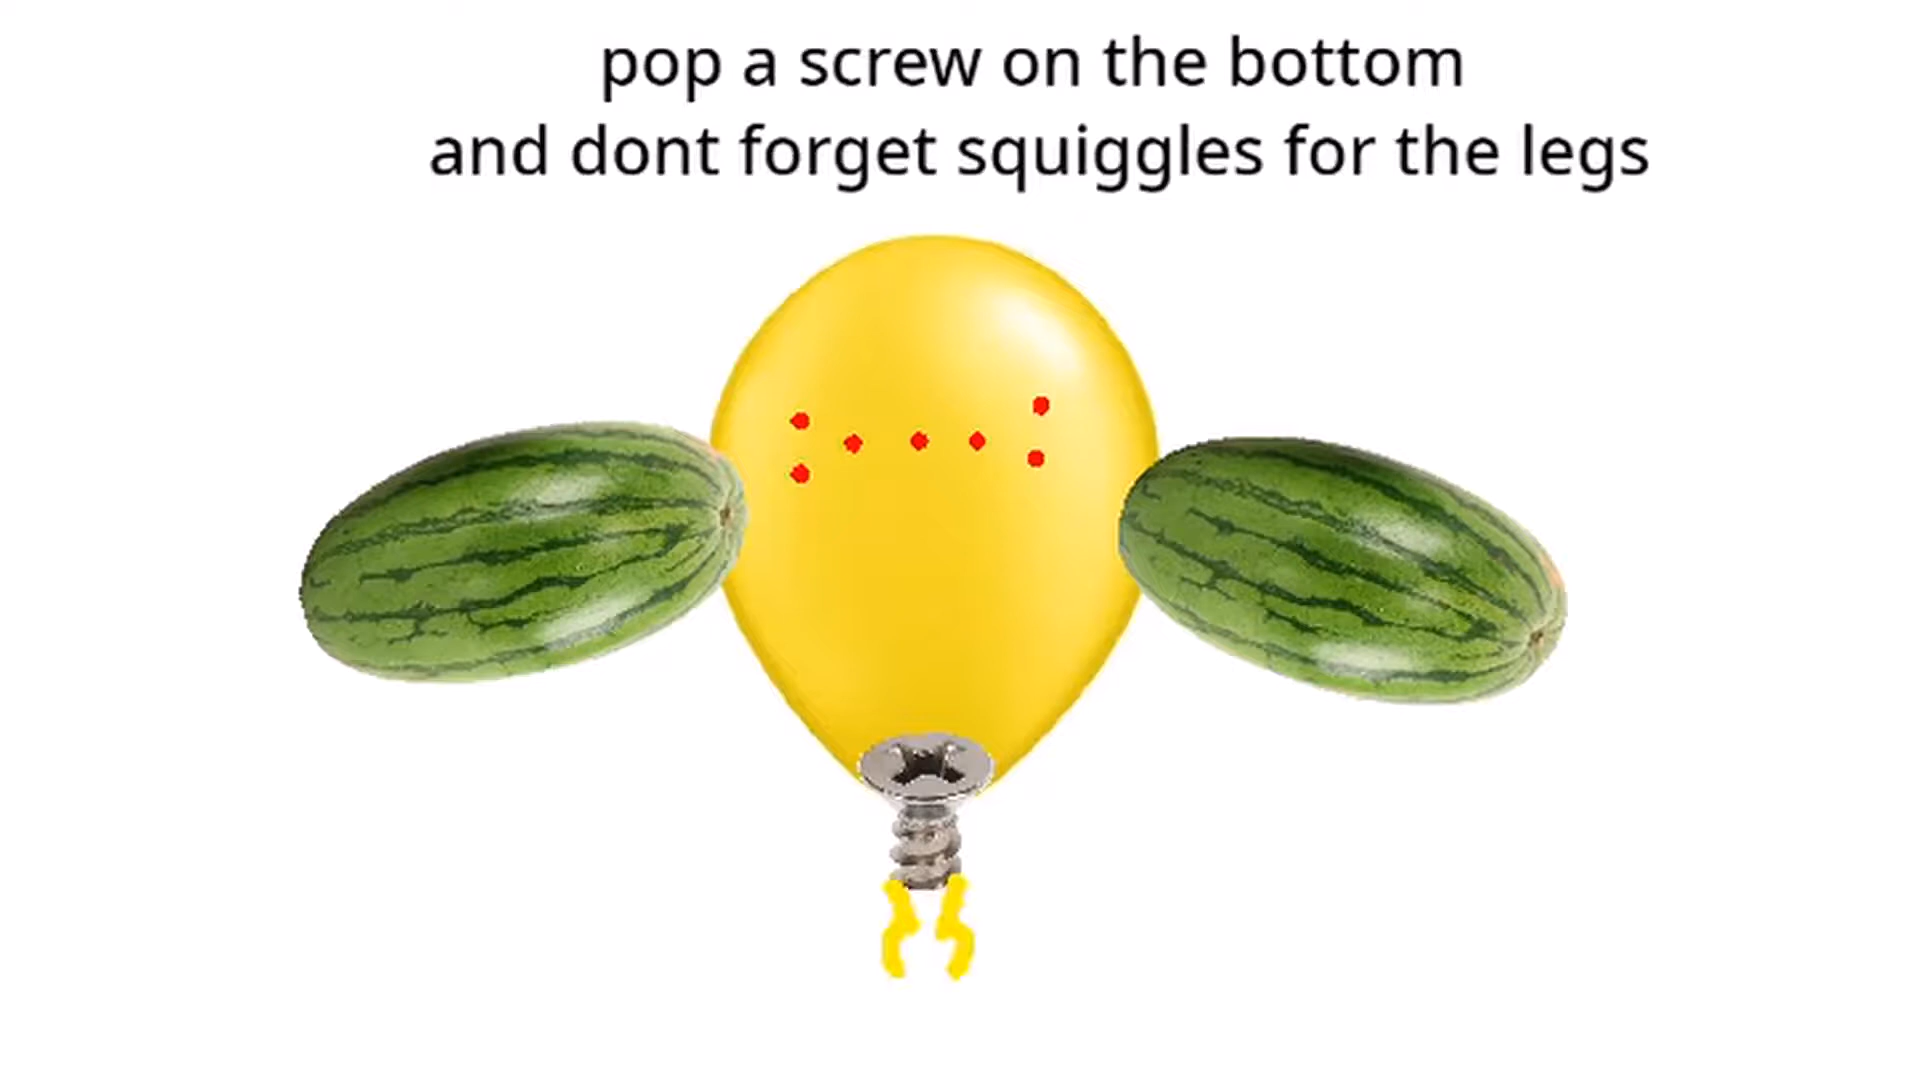 pop a screw on the bottom
and dont forget squiggles for the legs